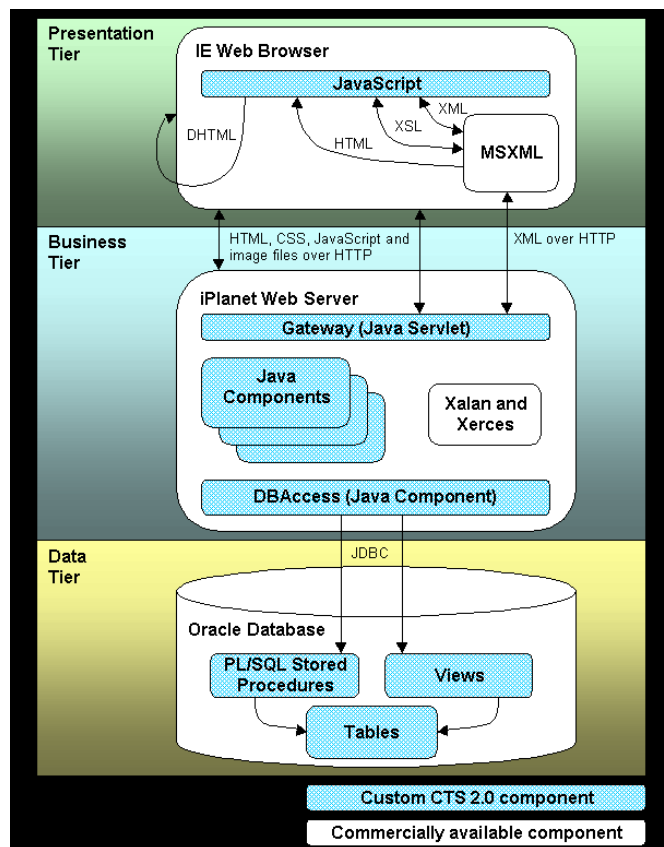 Presentation
Tier
IE Web Browser
JavaScript
XML
XSL
DHTML
HTML
MSXML
Business
Tier
HTML, CSS, JavaScript and
image files over HTTP
XML over HTTP
iPlanet Web Server
Gateway (Java Servlet)
Java
Components
Xalan and
Xerces
DBAccess (Java Component)
Data
Tier
JDBC
Oracle Database
PL/SQL Stored
Procedures
Views
Tables
Custom CTS 2.0 component
Commercially available component